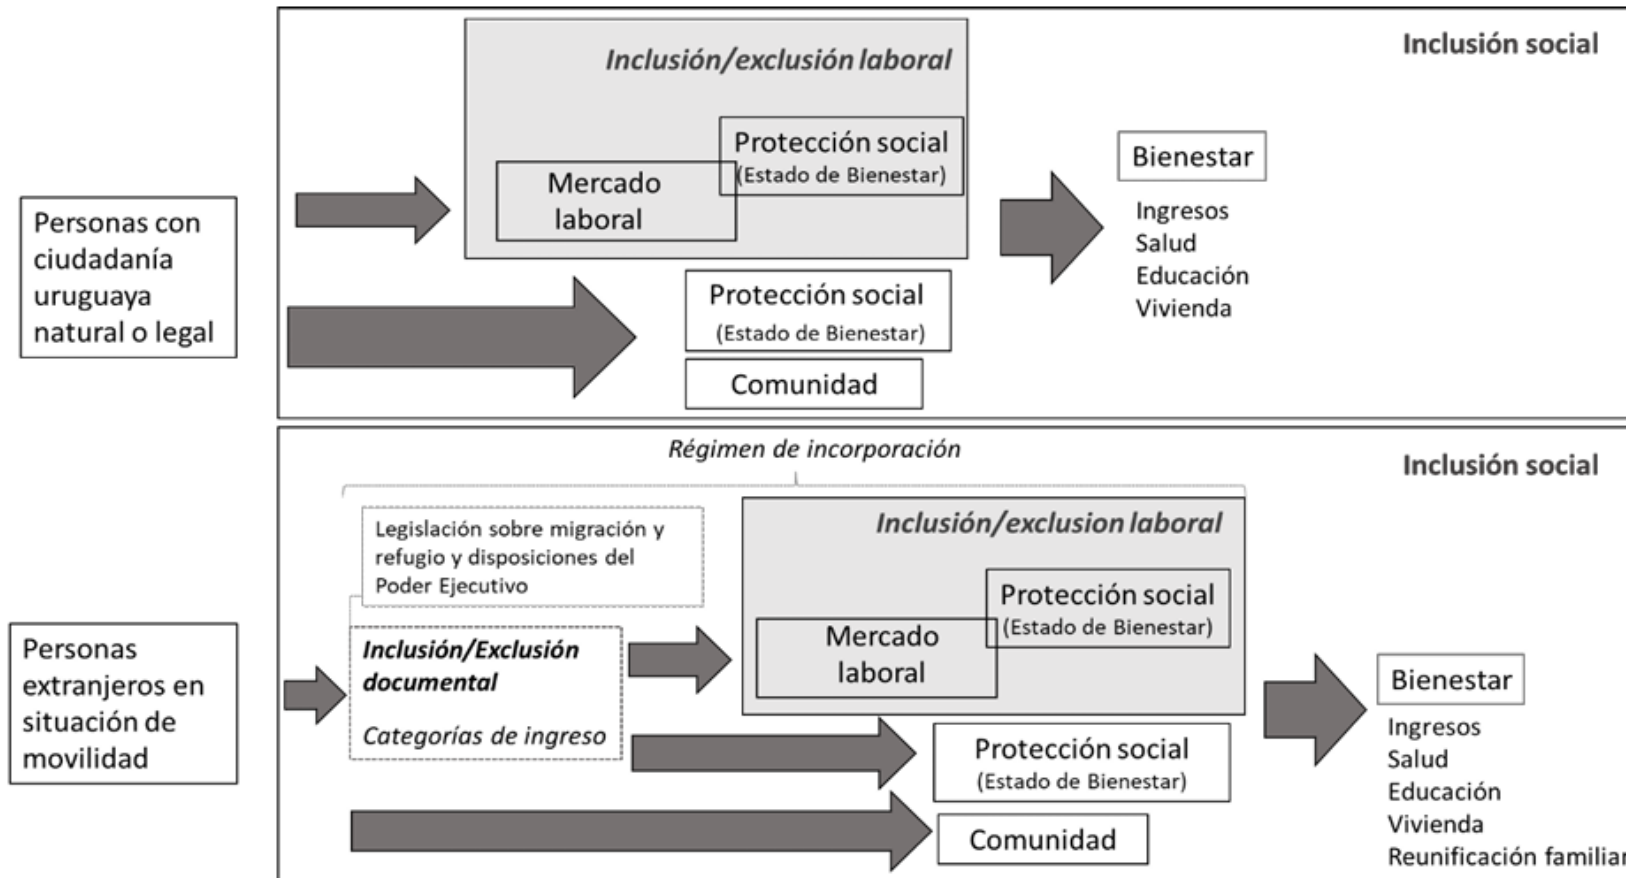 Inclusión social
Inclusión/exclusión laboral
Protección social
(Estado de Bienestar)
Mercado
laboral
Personas con
ciudadanía
uruguaya
natural o legal
Protección social
(Estado de Bienestar)
Comunidad
Bienestar
Ingresos
Salud
Educación
Vivienda
Régimen de incorporación
Inclusión social
Legislación sobre migración y
refugio y disposiciones del
Poder Ejecutivo
Inclusión/exclusion laboral
Protección social
(Estado de Bienestar)
Mercado
laboral
Personas
extranjeros en
situación de
movilidad
Inclusión/Exclusión
documental
Categorías de ingreso
Protección social
(Estado de Bienestar)
Comunidad
Bienestar
Ingresos
Salud
Educación
Vivienda
Reunificación familiar